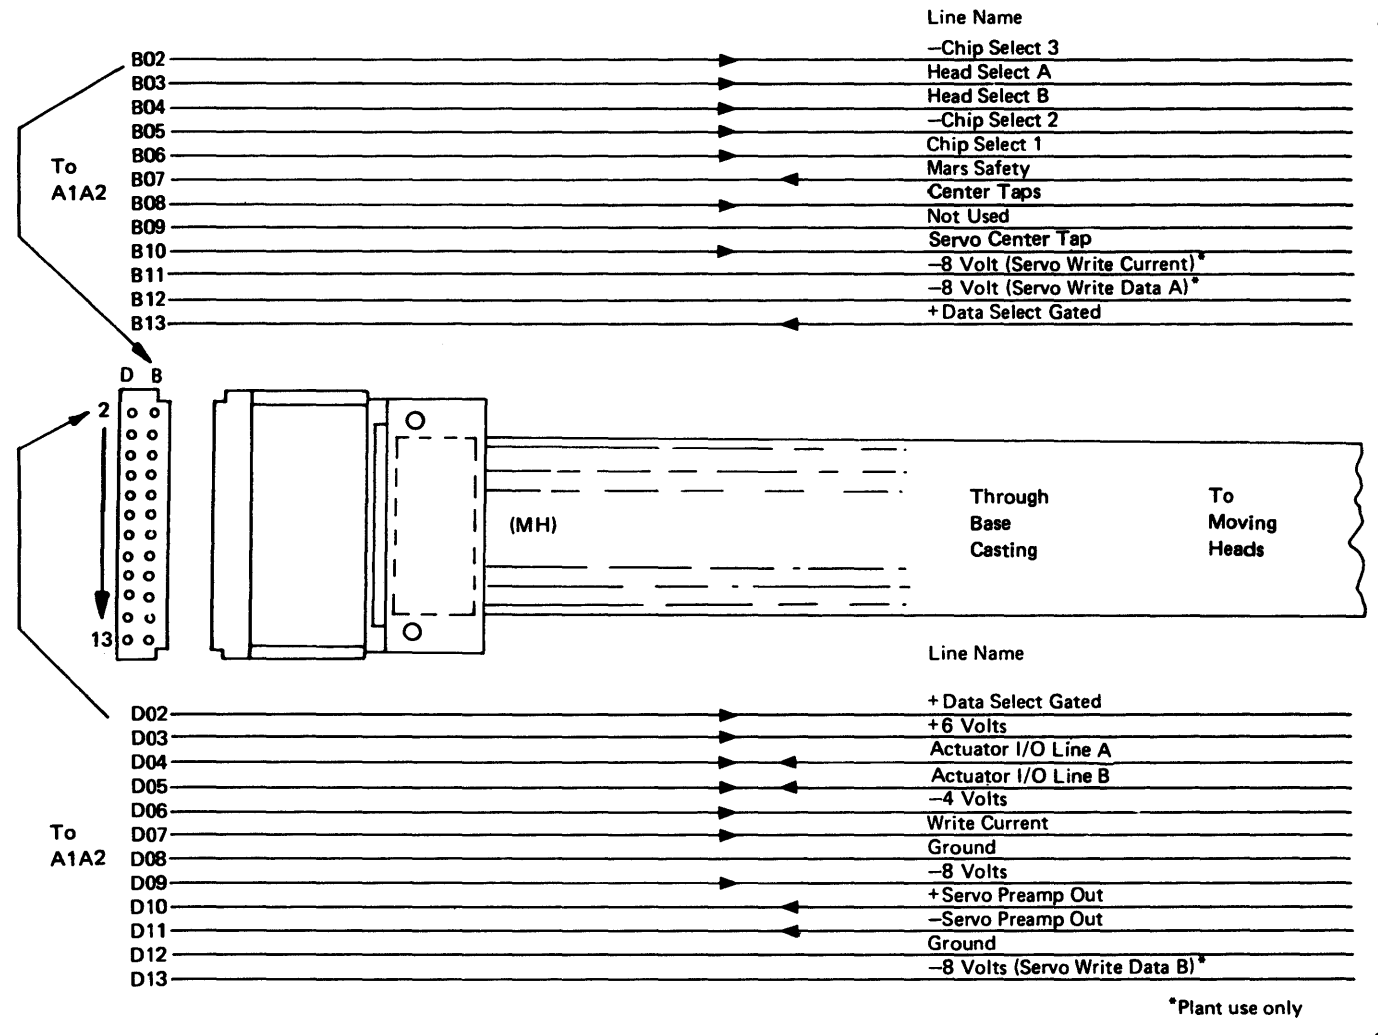 Line Name
B02 —Chip Select 3
B03 Head Select A
B04 Head Select B
B05 —Chip Select 2
B06 Chip Select 1
B07 Mars Safety
B08 Center Taps
B09 Not Used
B10 Servo Center Tap
B11 —8 Volt (Servo Write Current)*
B12 —8 Volt (Servo Write Data A)*
B13 +Data Select Gated
To
A1A2
D B
2
13
(MH)
Through
Base
Casting
To
Moving
Heads
Line Name
D02 +Data Select Gated
D03 +6 Volts
D04 Actuator I/O Line A
D05 Actuator I/O Line B
D06 —4 Volts
D07 Write Current
D08 Ground
D09 —8 Volts
D10 +Servo Preamp Out
D11 —Servo Preamp Out
D12 Ground
D13 —8 Volts (Servo Write Data B)*
To
A1A2
*Plant use only